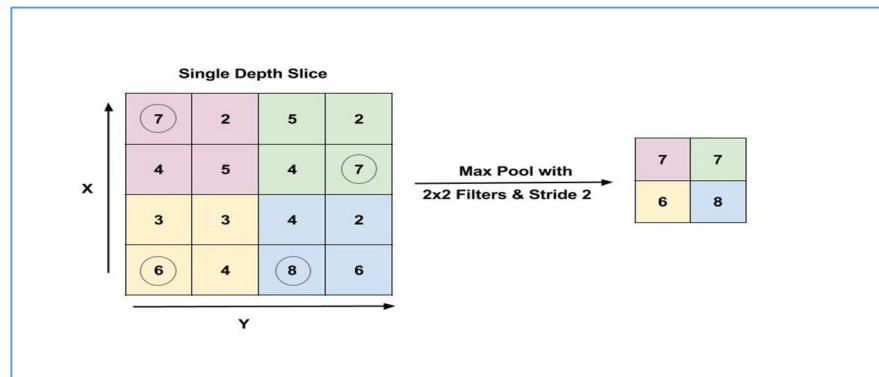 Single Depth Slice
7 2 5 2
4 5 4 7
3 3 4 2
6 4 8 6
X
Y
Max Pool with
2x2 Filters & Stride 2
7 7
6 8